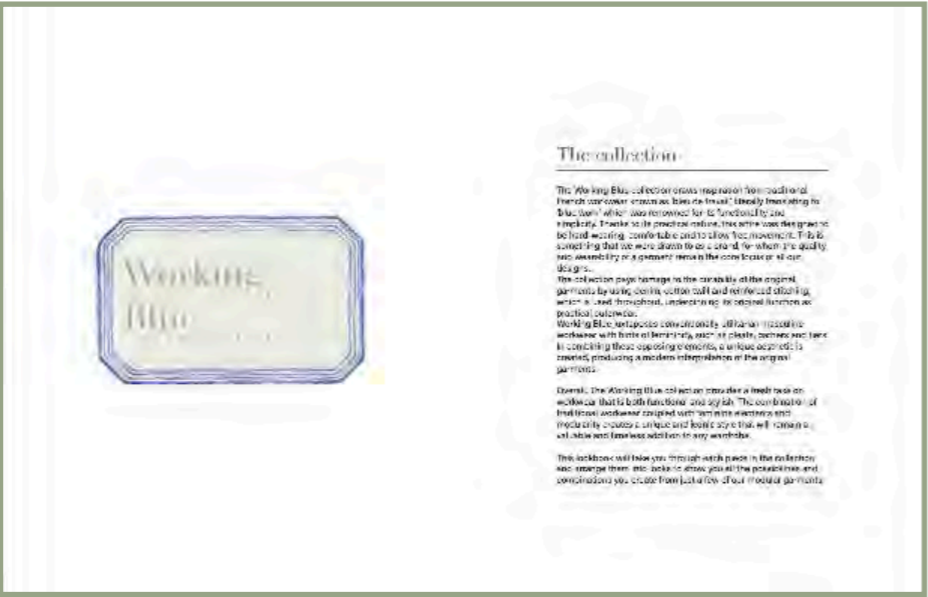 Working
Blue
The collection
The Working Blue collection draws inspiration from traditional
French workwear known as 'bleu de travail,' literally translating to
'blue work' which was renowned for its functionality and
simplicity. Thanks to its practical nature, this attire was designed to
be hard-wearing, comfortable and to allow free movement. This is
something that we were drawn to as a brand, for whom the quality
and wearability of a garment remain the core focus of all our
designs.
The collection pays homage to the durability of the original
garments by using denim, cotton twill and reinforced stitching,
which is used throughout, underpinning its original function as
practical outerwear.
Working Blue juxtaposes conventionally utilitarian masculine
workwear with hints of femininity, such as pleats, gathers and tiers
In combining these opposing elements, a unique aesthetic is
created, producing a modern interpretation of the original
garments.
Overall, The Working Blue collection provides a fresh take on
workwear that is both functional and stylish. The combination of
traditional workwear coupled with feminine elements and
modularity creates a unique and iconic style that will remain a
valuable and timeless addition to any wardrobe.
This lookbook will take you through each piece in the collection
and arrange them into looks to show you all the possibilities and
combinations you create from just a few of our modular garments